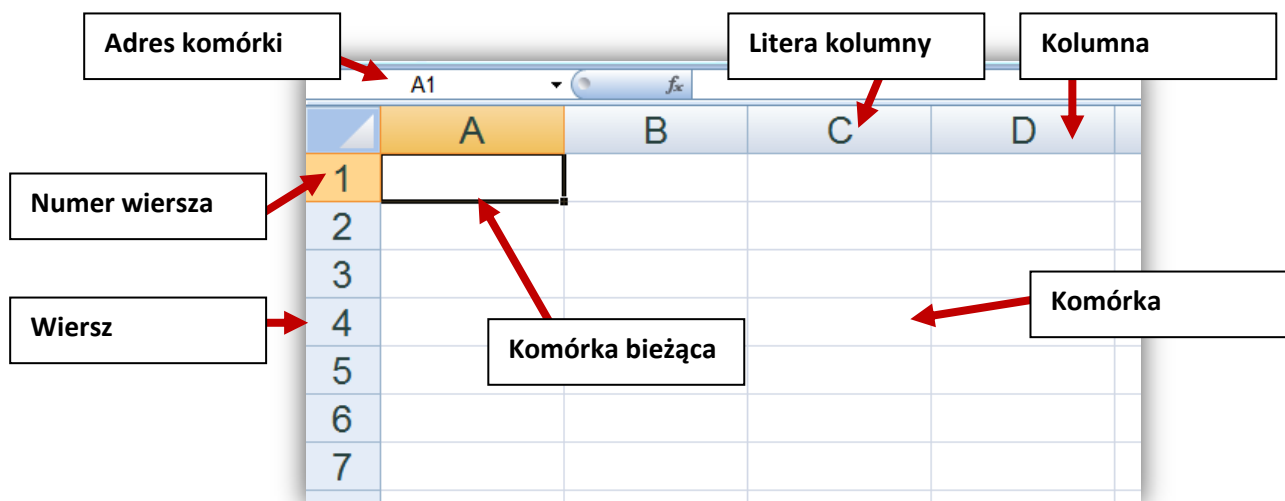 Adres komórki
Litera kolumny
Kolumna
A1
fx
A B C D
1
Numer wiersza
2
3
Komórka
Wiersz
4
Komórka bieżąca
5
6
7